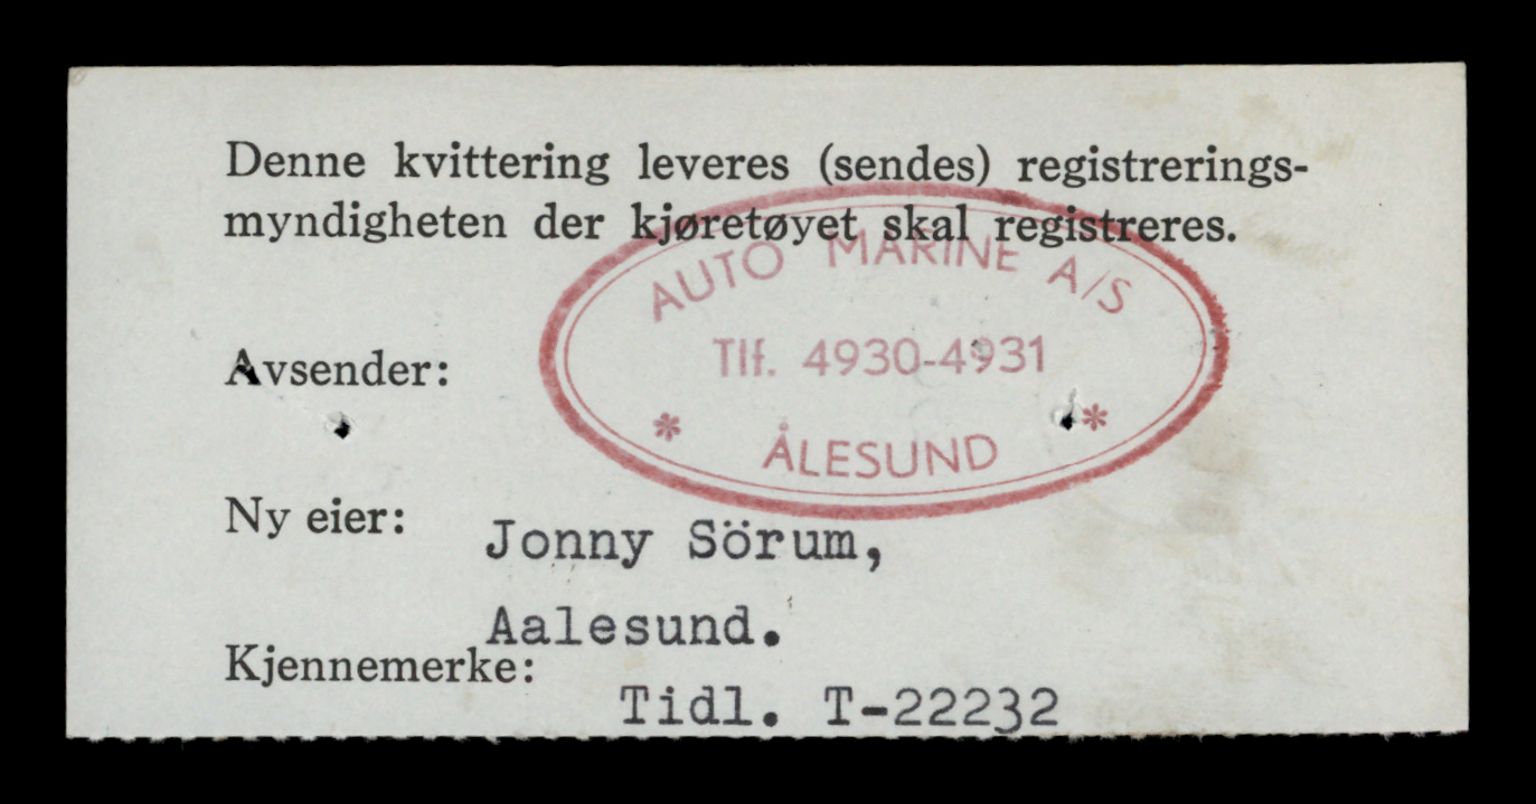 Denne kvittering leveres (sendes) registrerings-
myndigheten der kjøretøyet skal registreres.
AUTO MARINE A/S
Tlf. 4930-4931
* ÅLESUND *
Avsender:
Ny eier: Jonny Sörum,
Aalesund.
Kjennemerke:
Tidl. T-22232